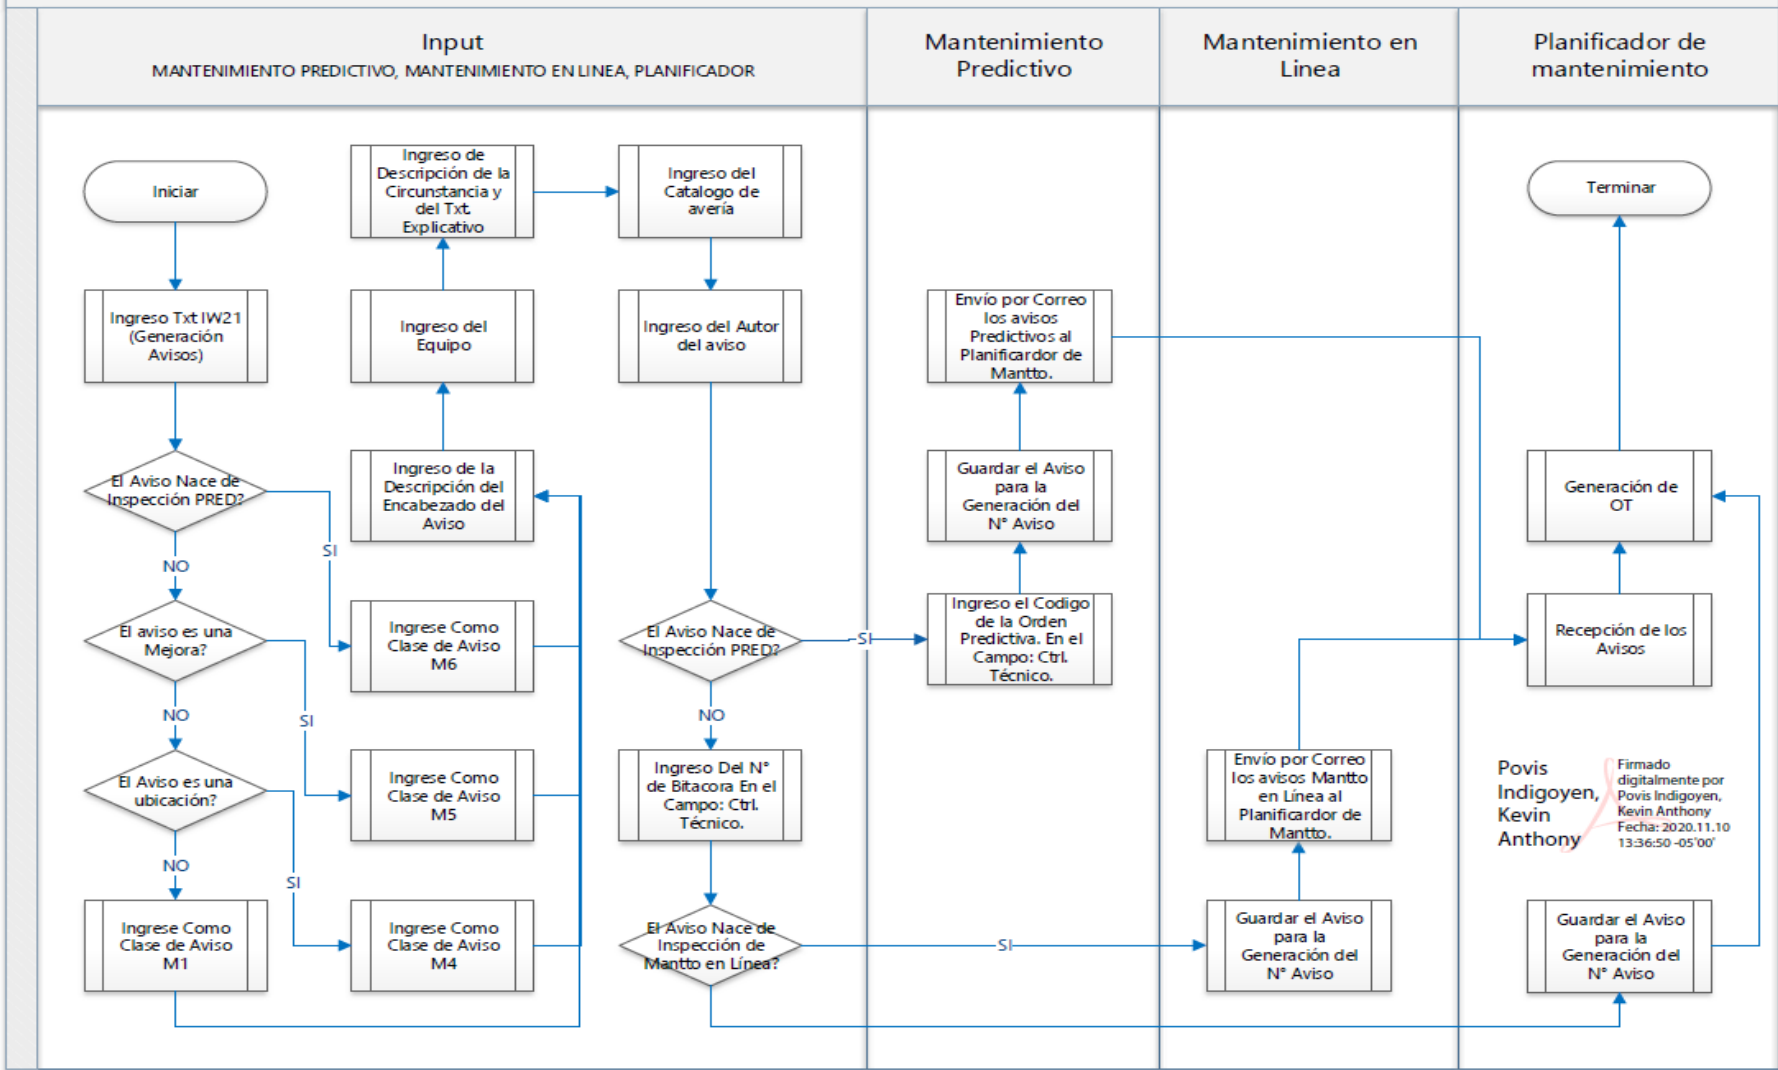 Input
MANTENIMIENTO PREDICTIVO, MANTENIMIENTO EN LINEA, PLANIFICADOR
Mantenimiento
Predictivo
Mantenimiento en
Linea
Planificador de
mantenimiento
Iniciar
Ingreso Txt IW21
(Generación
Avisos)
El Aviso Nace de
Inspección PRED?
SI
NO
El aviso es una
Mejora?
SI
NO
El Aviso es una
ubicación?
SI
NO
Ingrese Como
Clase de Aviso
M1
Ingreso de
Descripción de la
Circunstancia y
del Txt.
Explicativo
Ingreso del
Equipo
Ingreso de la
Descripción del
Encabezado del
Aviso
Ingrese Como
Clase de Aviso
M6
Ingrese Como
Clase de Aviso
M5
Ingrese Como
Clase de Aviso
M4
Ingreso del
Catalogo de
avería
Ingreso del Autor
del aviso
El Aviso Nace de
Inspección PRED?
SI
NO
Ingreso Del N°
de Bitacora En el
Campo: Ctrl.
Técnico.
El Aviso Nace de
Inspección de
Mantto en Línea?
SI
Envío por Correo
los avisos
Predictivos al
Planificardor de
Mantto.
Guardar el Aviso
para la
Generación del
N° Aviso
Ingreso el Codigo
de la Orden
Predictiva. En el
Campo: Ctrl.
Técnico.
Envío por Correo
los avisos Mantto
en Línea al
Planificardor de
Mantto.
Guardar el Aviso
para la
Generación del
N° Aviso
Terminar
Generación de
OT
Recepción de los
Avisos
Povis
Indigoyen,
Kevin
Anthony
Firmado
digitalmente por
Povis Indigoyen,
Kevin Anthony
Fecha: 2020.11.10
13:36:50 -05'00'
Guardar el Aviso
para la
Generación del
N° Aviso